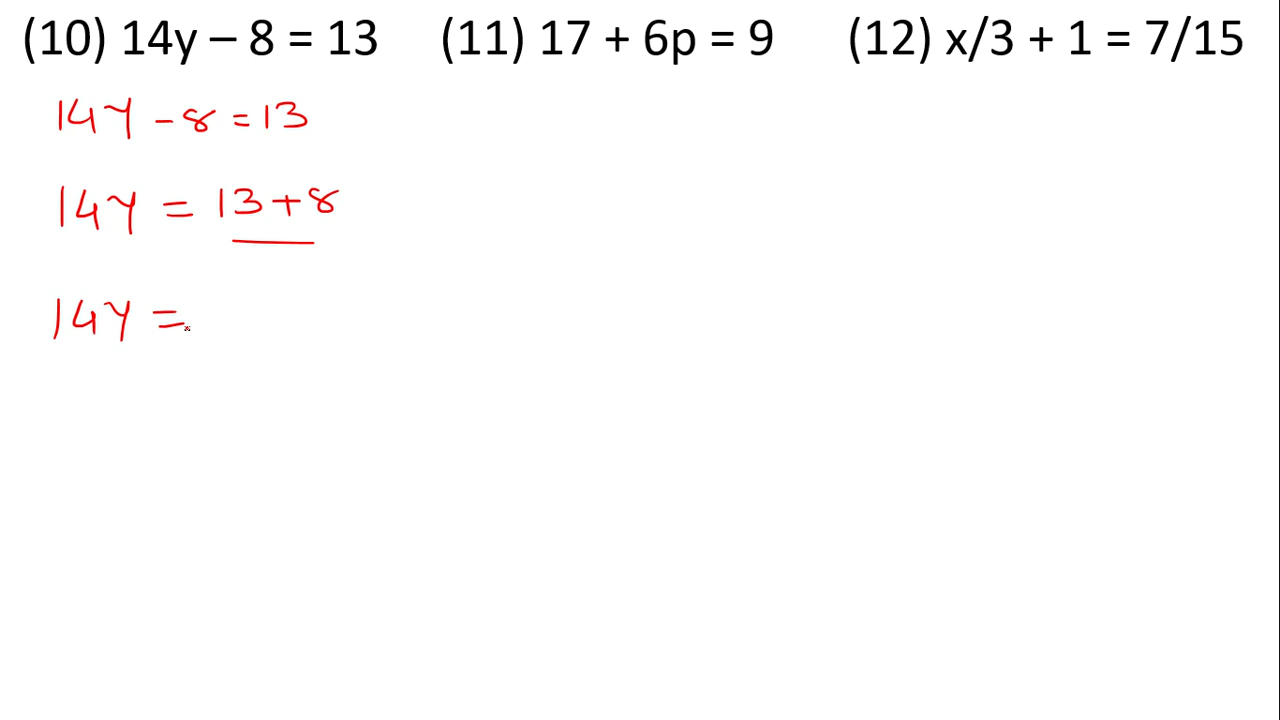 (10) 14y – 8 = 13 (11) 17 + 6p = 9 (12) x/3 + 1 = 7/15
14y - 8 = 13
14y = 13 + 8
14y =